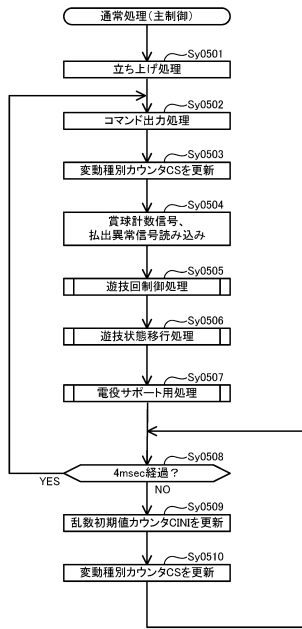 通常処理(主制御)
Sy0501
立ち上げ処理
Sy0502
コマンド出力処理
Sy0503
変動種別カウンタCSを更新
Sy0504
賞球計数信号、
払出異常信号読み込み
Sy0505
遊技回制御処理
Sy0506
遊技状態移行処理
Sy0507
電役サポート用処理
Sy0508
4msec経過?
YES
NO
Sy0509
乱数初期値カウンタCINIを更新
Sy0510
変動種別カウンタCSを更新